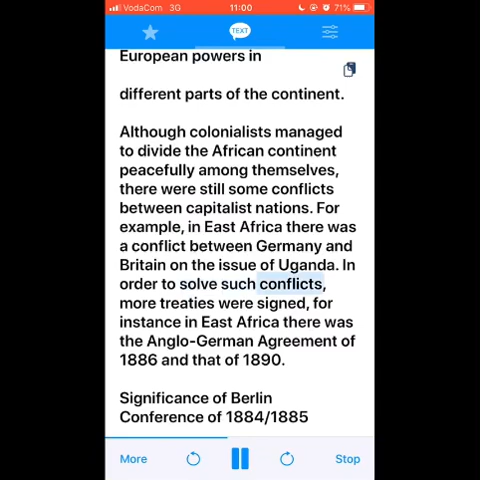 VodaCom 3G
11:00
71%
TEXT
European powers in
different parts of the continent.
Although colonialists managed
to divide the African continent
peacefully among themselves,
there were still some conflicts
between capitalist nations. For
example, in East Africa there was
a conflict between Germany and
Britain on the issue of Uganda. In
order to solve such conflicts,
more treaties were signed, for
instance in East Africa there was
the Anglo-German Agreement of
1886 and that of 1890.
Significance of Berlin
Conference of 1884/1885
More
Stop